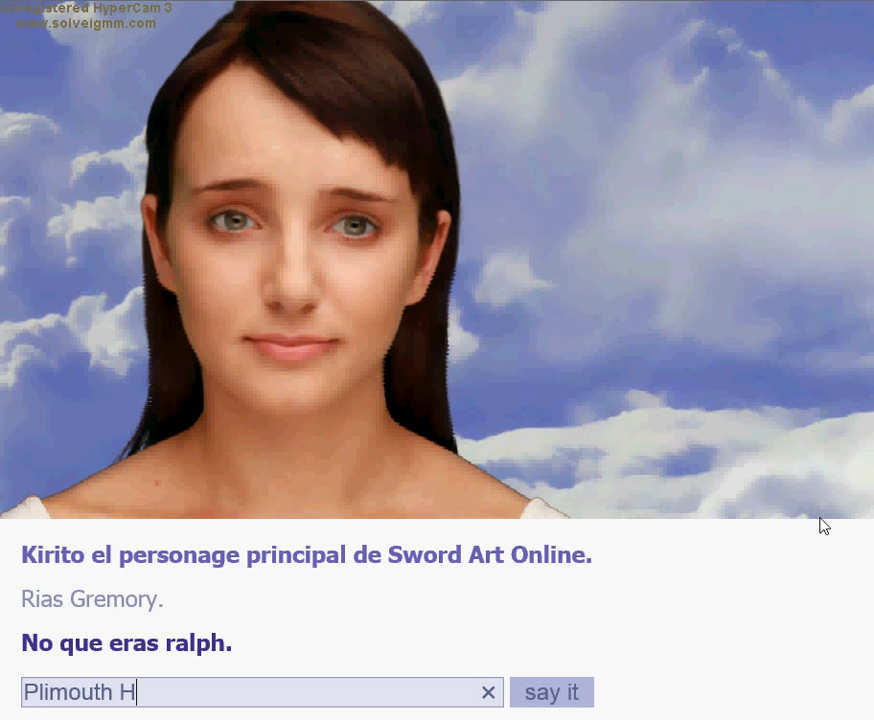 Unregistered HyperCam 3
www.solveigmm.com
Kirito el personage principal de Sword Art Online.
Rias Gremory.
No que eras ralph.
Plimouth H
say it